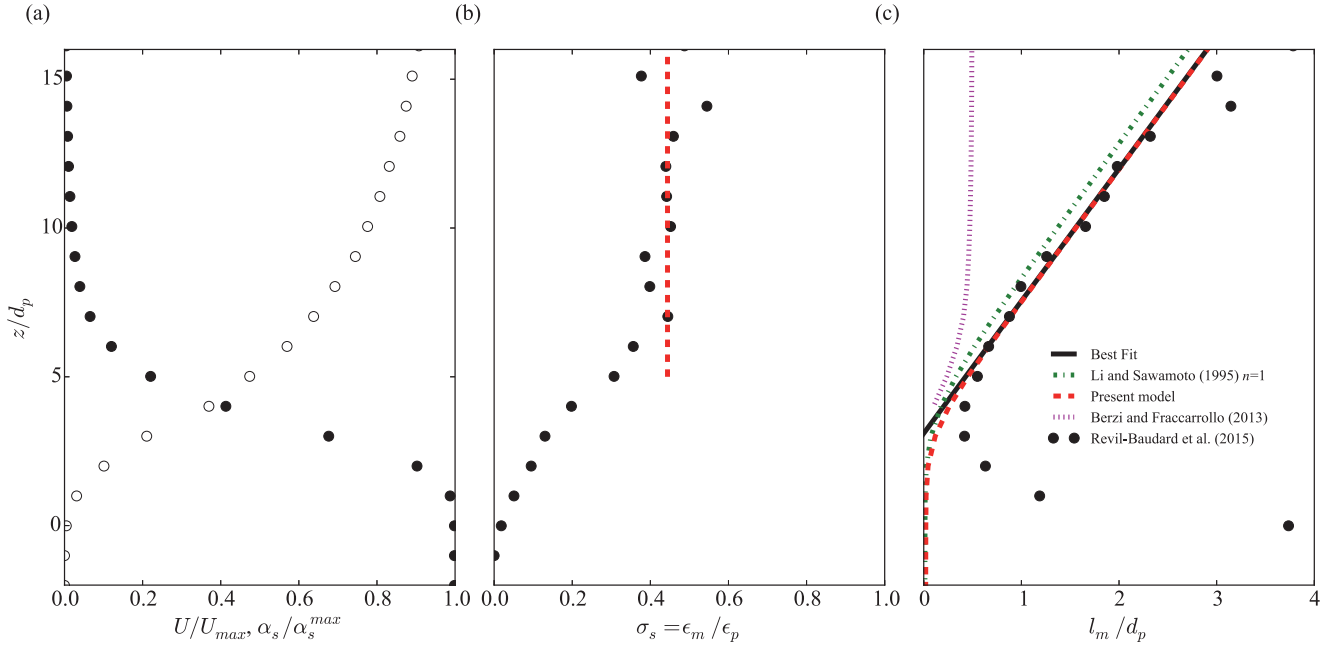 (a)
(b)
(c)
15
10
5
0
z/d_p
0.0 0.2 0.4 0.6 0.8 1.0
0.0 0.2 0.4 0.6 0.8 1.0
0 1 2 3 4
U/U_{max}, α_s/α_s^{max}
σ_s = ϵ_m/ϵ_p
l_m/d_p
Best Fit
Li and Sawamoto (1995) n=1
Present model
Berzi and Fraccarrollo (2013)
Revil-Baudard et al. (2015)